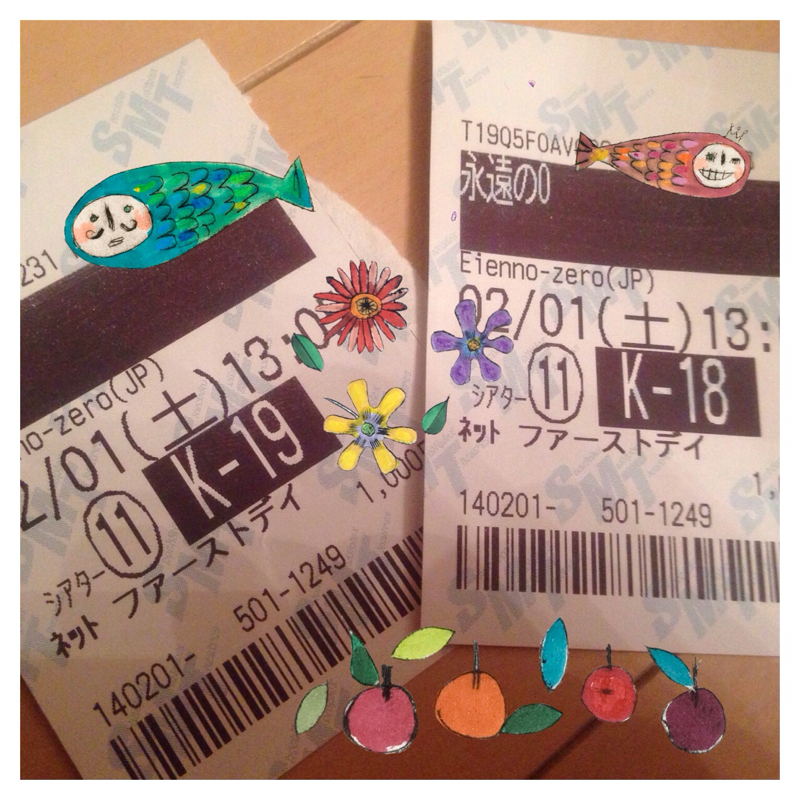 231
no-zero(JP)
2/01(土)13:0
シアター 11 K-19
ネット ファーストデイ
1,000
140201- 501-1249
T19Q5F0AV
永遠の0
Eienno-zero(JP)
02/01(土)13:
シアター 11 K-18
ネット ファーストデイ
1,
140201- 501-1249
SMT